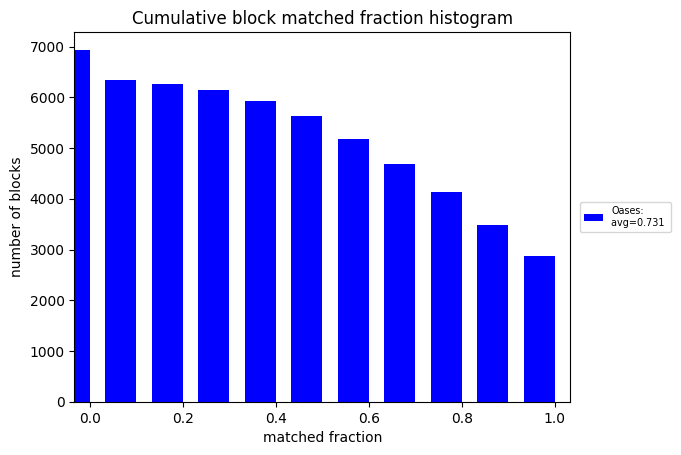 Cumulative block matched fraction histogram
7000
6000
5000
4000
3000
2000
1000
0
number of blocks
0.0 0.2 0.4 0.6 0.8 1.0
matched fraction
Oases:
avg=0.731